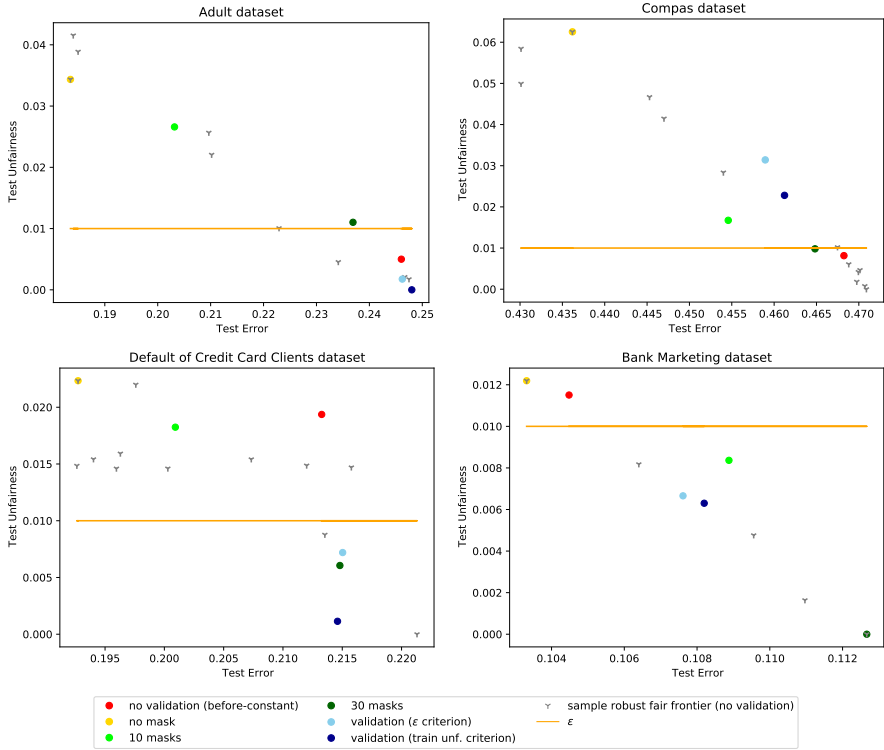 Adult dataset
Test Unfairness
0.04
0.03
0.02
0.01
0.00
0.19 0.20 0.21 0.22 0.23 0.24 0.25
Test Error
Compas dataset
Test Unfairness
0.06
0.05
0.04
0.03
0.02
0.01
0.00
0.430 0.435 0.440 0.445 0.450 0.455 0.460 0.465 0.470
Test Error
Default of Credit Card Clients dataset
Test Unfairness
0.020
0.015
0.010
0.005
0.000
0.195 0.200 0.205 0.210 0.215 0.220
Test Error
Bank Marketing dataset
Test Unfairness
0.012
0.010
0.008
0.006
0.004
0.002
0.000
0.104 0.106 0.108 0.110 0.112
Test Error
no validation (before-constant)
no mask
10 masks
30 masks
validation (ε criterion)
validation (train unf. criterion)
sample robust fair frontier (no validation)
ε